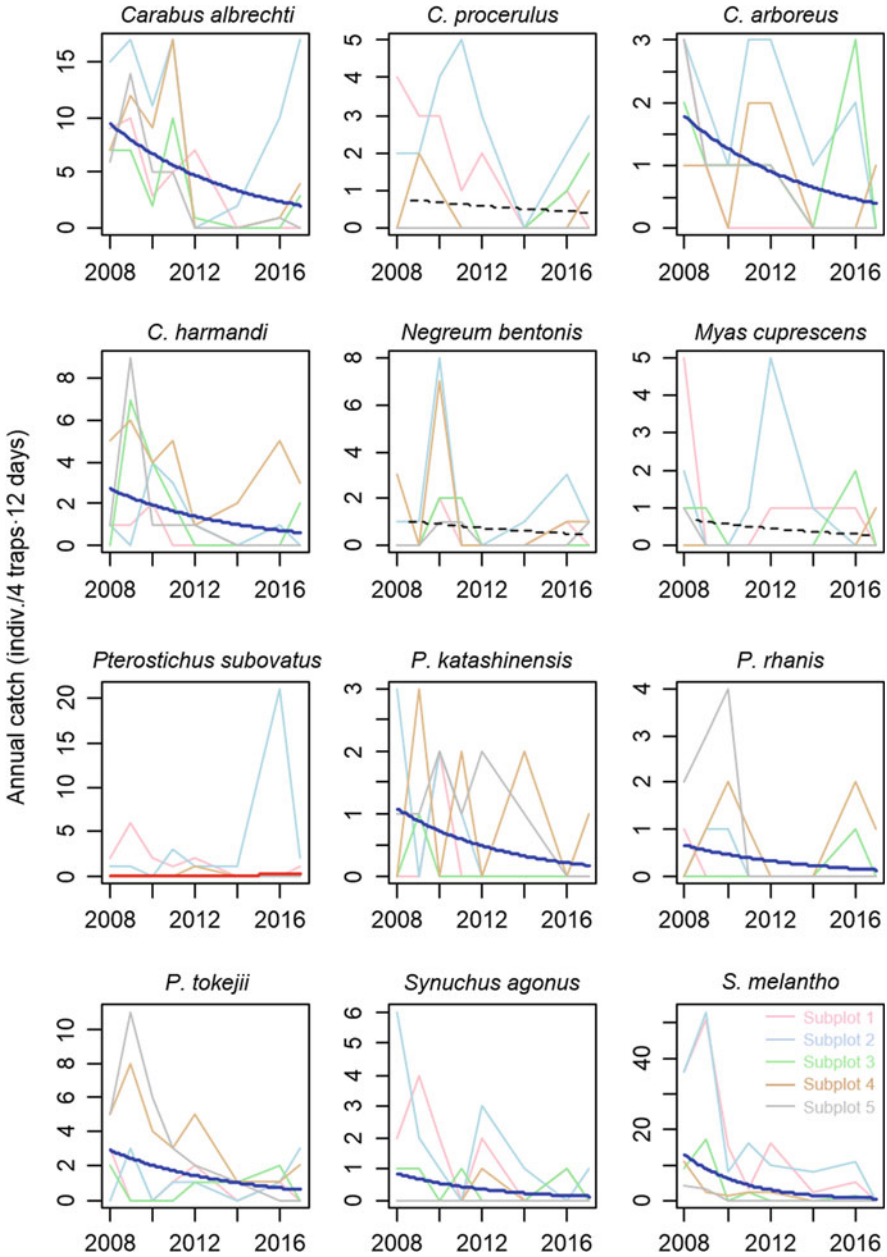 Carabus albrechti
C. procerulus
C. arboreus
15
10
5
0
2008 2012 2016
5
4
3
2
1
0
2008 2012 2016
3
2
1
0
2008 2012 2016
C. harmandi
Negreum bentonis
Myas cuprescens
8
6
4
2
0
2008 2012 2016
8
6
4
2
1
0
2008 2012 2016
5
4
3
2
1
0
2008 2012 2016
Annual catch (indiv./4 traps·12 days)
Pterostichus subovatus
P. katashinensis
P. rhanis
20
15
10
5
0
2008 2012 2016
3
2
1
0
2008 2012 2016
4
3
2
1
0
2008 2012 2016
P. tokejii
Synuchus agonus
S. melantho
10
8
6
4
2
0
2008 2012 2016
6
5
4
3
2
1
0
2008 2012 2016
40
20
10
0
2008 2012 2016
Subplot 1
Subplot 2
Subplot 3
Subplot 4
Subplot 5